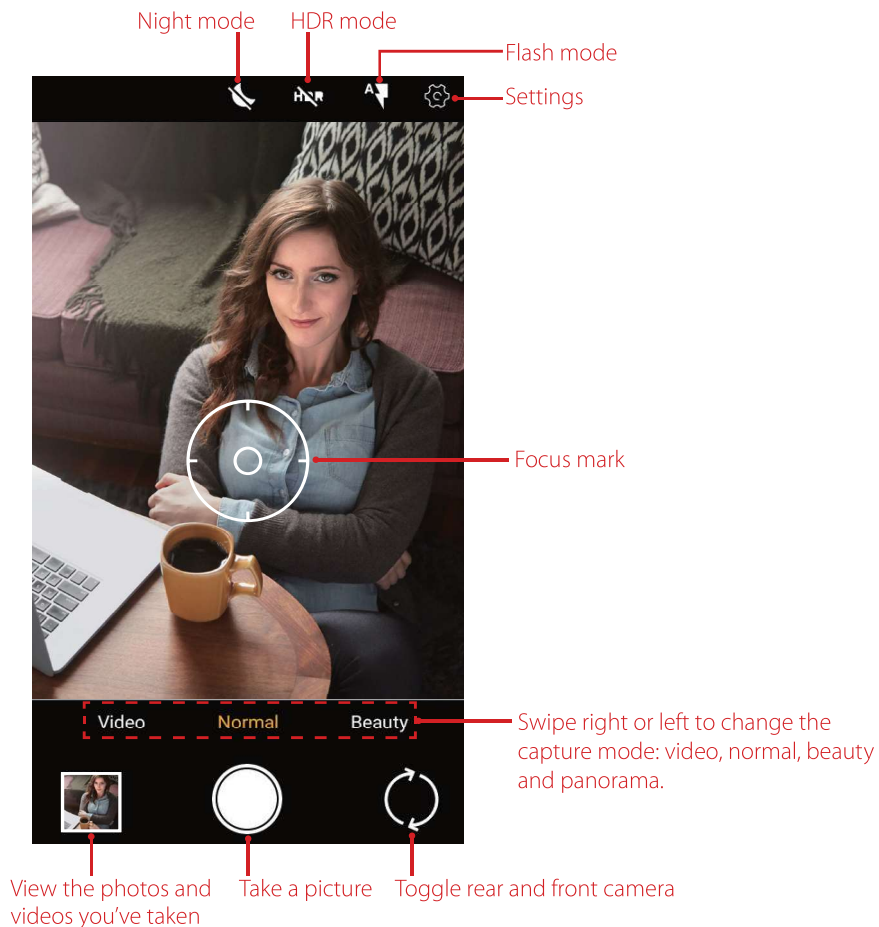 Night mode
HDR mode
Flash mode
Settings
HDR
A
Focus mark
Video
Normal
Beauty
Swipe right or left to change the
capture mode: video, normal, beauty
and panorama.
View the photos and
videos you’ve taken
Take a picture
Toggle rear and front camera